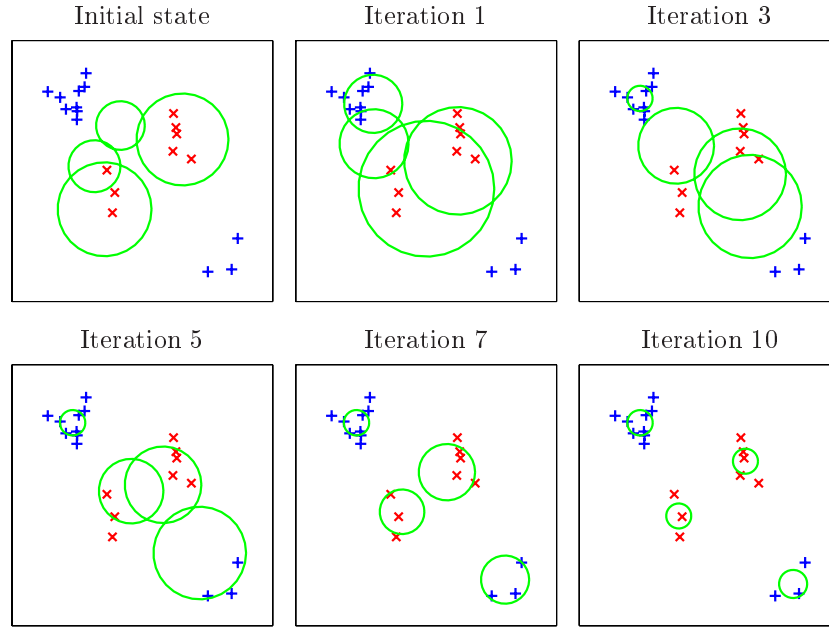 Initial state
Iteration 1
Iteration 3
Iteration 5
Iteration 7
Iteration 10